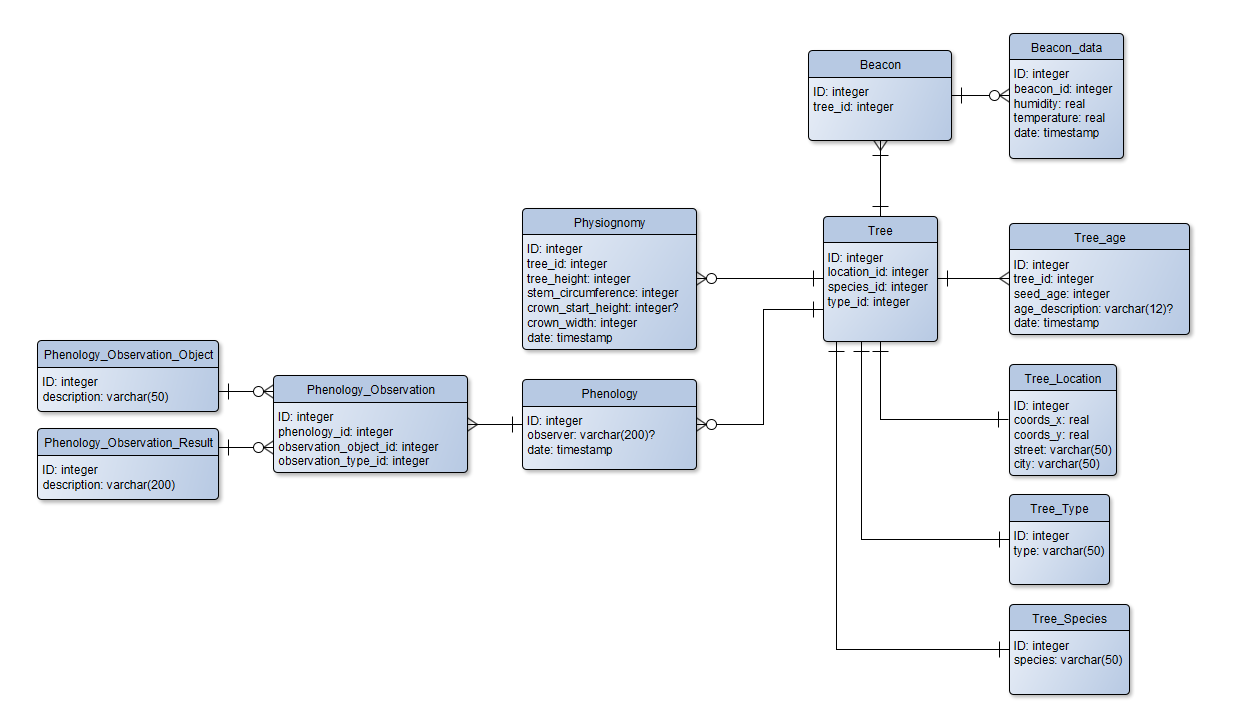 Beacon
ID: integer
tree_id: integer
Beacon_data
ID: integer
beacon_id: integer
humidity: real
temperature: real
date: timestamp
Physiognomy
ID: integer
tree_id: integer
tree_height: integer
stem_circumference: integer
crown_start_height: integer?
crown_width: integer
date: timestamp
Tree
ID: integer
location_id: integer
species_id: integer
type_id: integer
Tree_age
ID: integer
tree_id: integer
seed_age: integer
age_description: varchar(12)?
date: timestamp
Phenology_Observation_Object
ID: integer
description: varchar(50)
Phenology_Observation_Result
ID: integer
description: varchar(200)
Phenology_Observation
ID: integer
phenology_id: integer
observation_object_id: integer
observation_type_id: integer
Phenology
ID: integer
observer: varchar(200)?
date: timestamp
Tree_Location
ID: integer
coords_x: real
coords_y: real
street: varchar(50)
city: varchar(50)
Tree_Type
ID: integer
type: varchar(50)
Tree_Species
ID: integer
species: varchar(50)